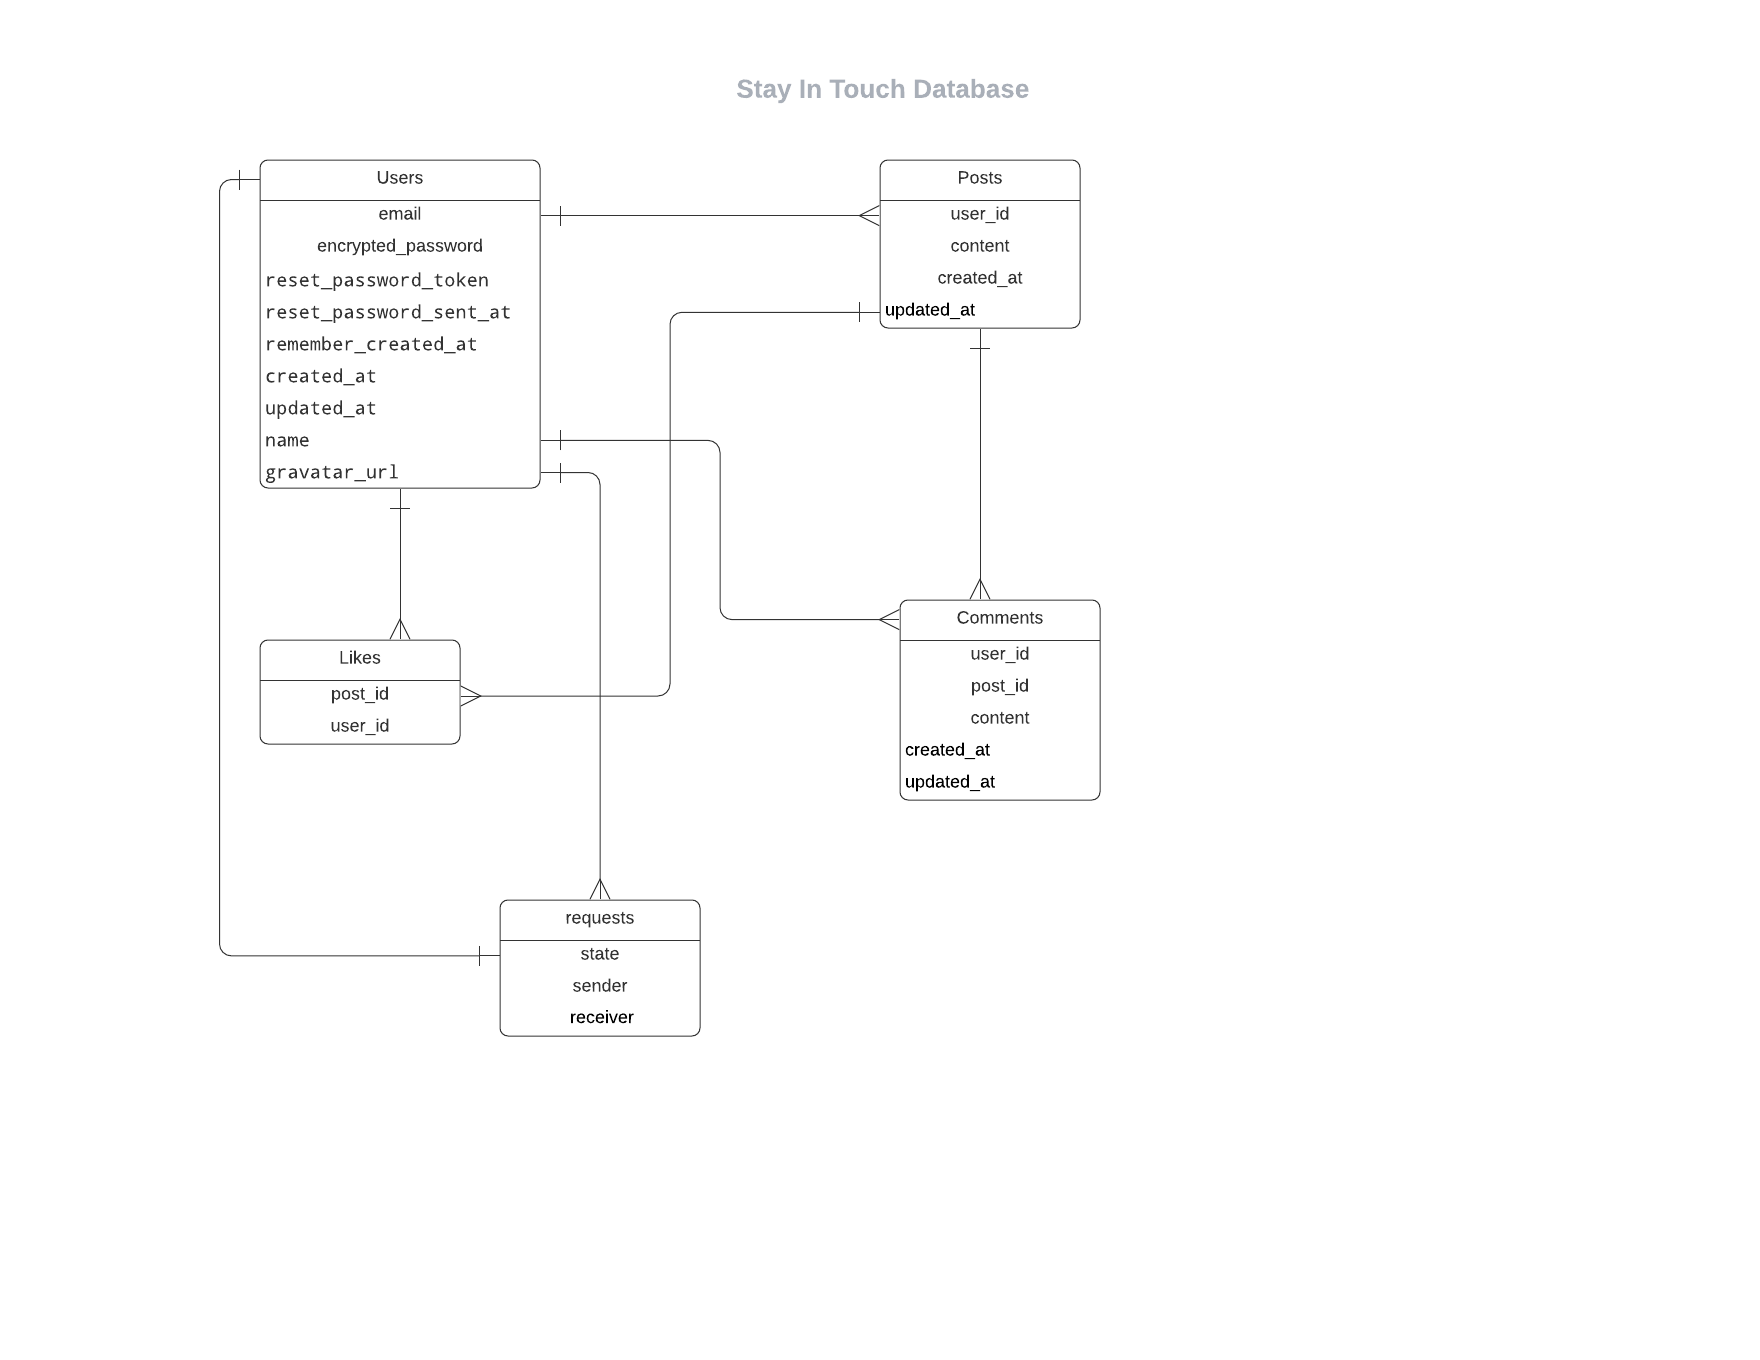 Stay In Touch Database
Users
email
encrypted_password
reset_password_token
reset_password_sent_at
remember_created_at
created_at
updated_at
name
gravatar_url
Posts
user_id
content
created_at
updated_at
Likes
post_id
user_id
Comments
user_id
post_id
content
created_at
updated_at
requests
state
sender
receiver